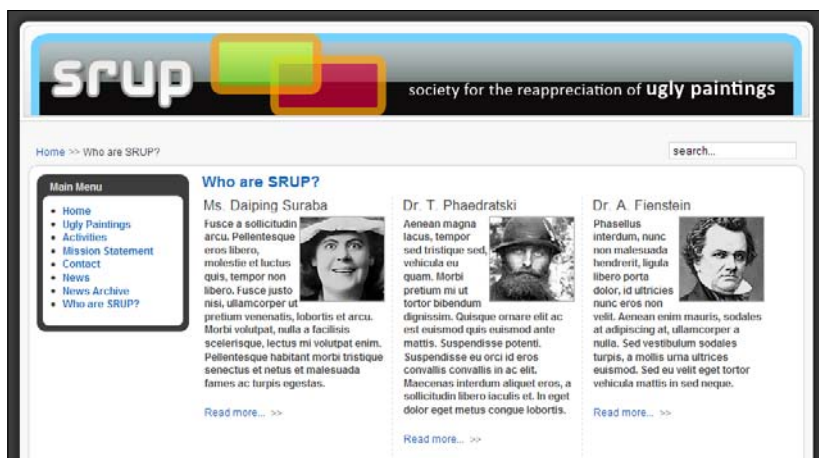 srup
society for the reappreciation of ugly paintings
Home >> Who are SRUP?
search...
Main Menu
Home
Ugly Paintings
Activities
Mission Statement
Contact
News
News Archive
Who are SRUP?
Who are SRUP?
Ms. Daiping Suraba
Fusce a sollicitudin
arcu. Pellentesque
eros libero,
molestie et luctus
quis, tempor non
libero. Fusce justo
nisi, ullamcorper ut
pretium venenatis, lobortis et arcu.
Morbi volutpat, nulla a facilisis
scelerisque, lectus mi volutpat enim.
Pellentesque habitant morbi tristique
senectus et netus et malesuada
fames ac turpis egestas.
Read more... >>
Dr. T. Phaedratski
Aenean magna
lacus, tempor
sed tristique sed,
vehicula eu
quam. Morbi
pretium mi ut
tortor bibendum
dignissim. Quisque ornare elit ac
est euismod quis euismod ante
mattis. Suspendisse potenti.
Suspendisse eu orci id eros
convallis convallis in ac elit.
Maecenas interdum aliquet eros, a
sollicitudin libero iaculis et. In eget
dolor eget metus congue lobortis.
Read more... >>
Dr. A. Fienstein
Phasellus
interdum, nunc
non malesuada
hendrerit, ligula
libero porta
dolor, id ultricies
nunc eros non
velit. Aenean enim mauris, sodales
at adipiscing at, ullamcorper a
nulla. Sed vestibulum sodales
turpis, a mollis urna ultrices
euismod. Sed eu velit eget tortor
vehicula mattis in sed neque.
Read more... >>